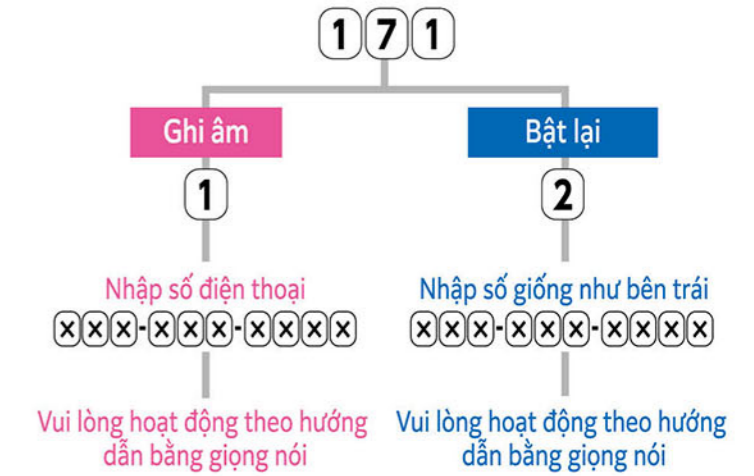 171
Ghi âm
Bật lại
1
2
Nhập số điện thoại
Nhập số giống như bên trái
xxx-xxx-xxxx
xxx-xxx-xxxx
Vui lòng hoạt động theo hướng
dẫn bằng giọng nói
Vui lòng hoạt động theo hướng
dẫn bằng giọng nói